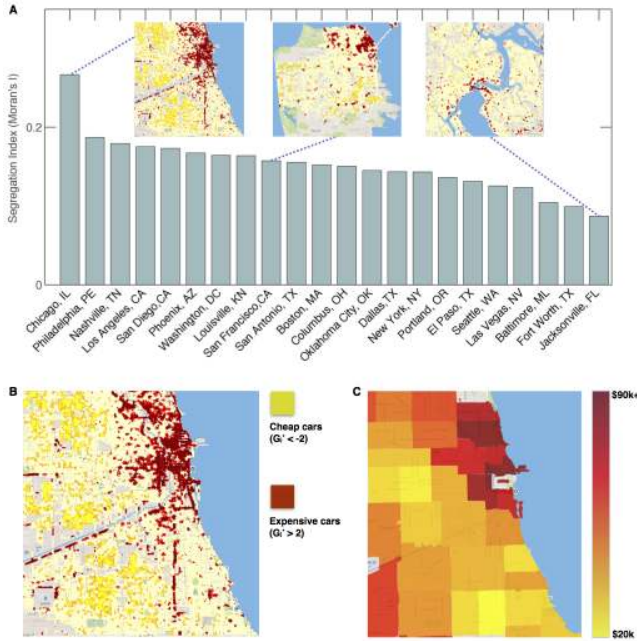 A
Segregation Index (Moran's I)
0.2
0
Chicago, IL
Philadelphia, PE
Nashville, TN
Los Angeles, CA
San Diego,CA
Phoenix, AZ
Washington, DC
Louisville, KN
San Francisco,CA
San Antonio, TX
Boston, MA
Columbus, OH
Oklahoma City, OK
Dallas,TX
New York, NY
Portland, OR
El Paso, TX
Seattle, WA
Las Vegas, NV
Baltimore, ML
Fort Worth, TX
Jacksonville, FL
B
Cheap cars
(Gᵢ* < -2)
Expensive cars
(Gᵢ* > 2)
C
$90k+
$20k